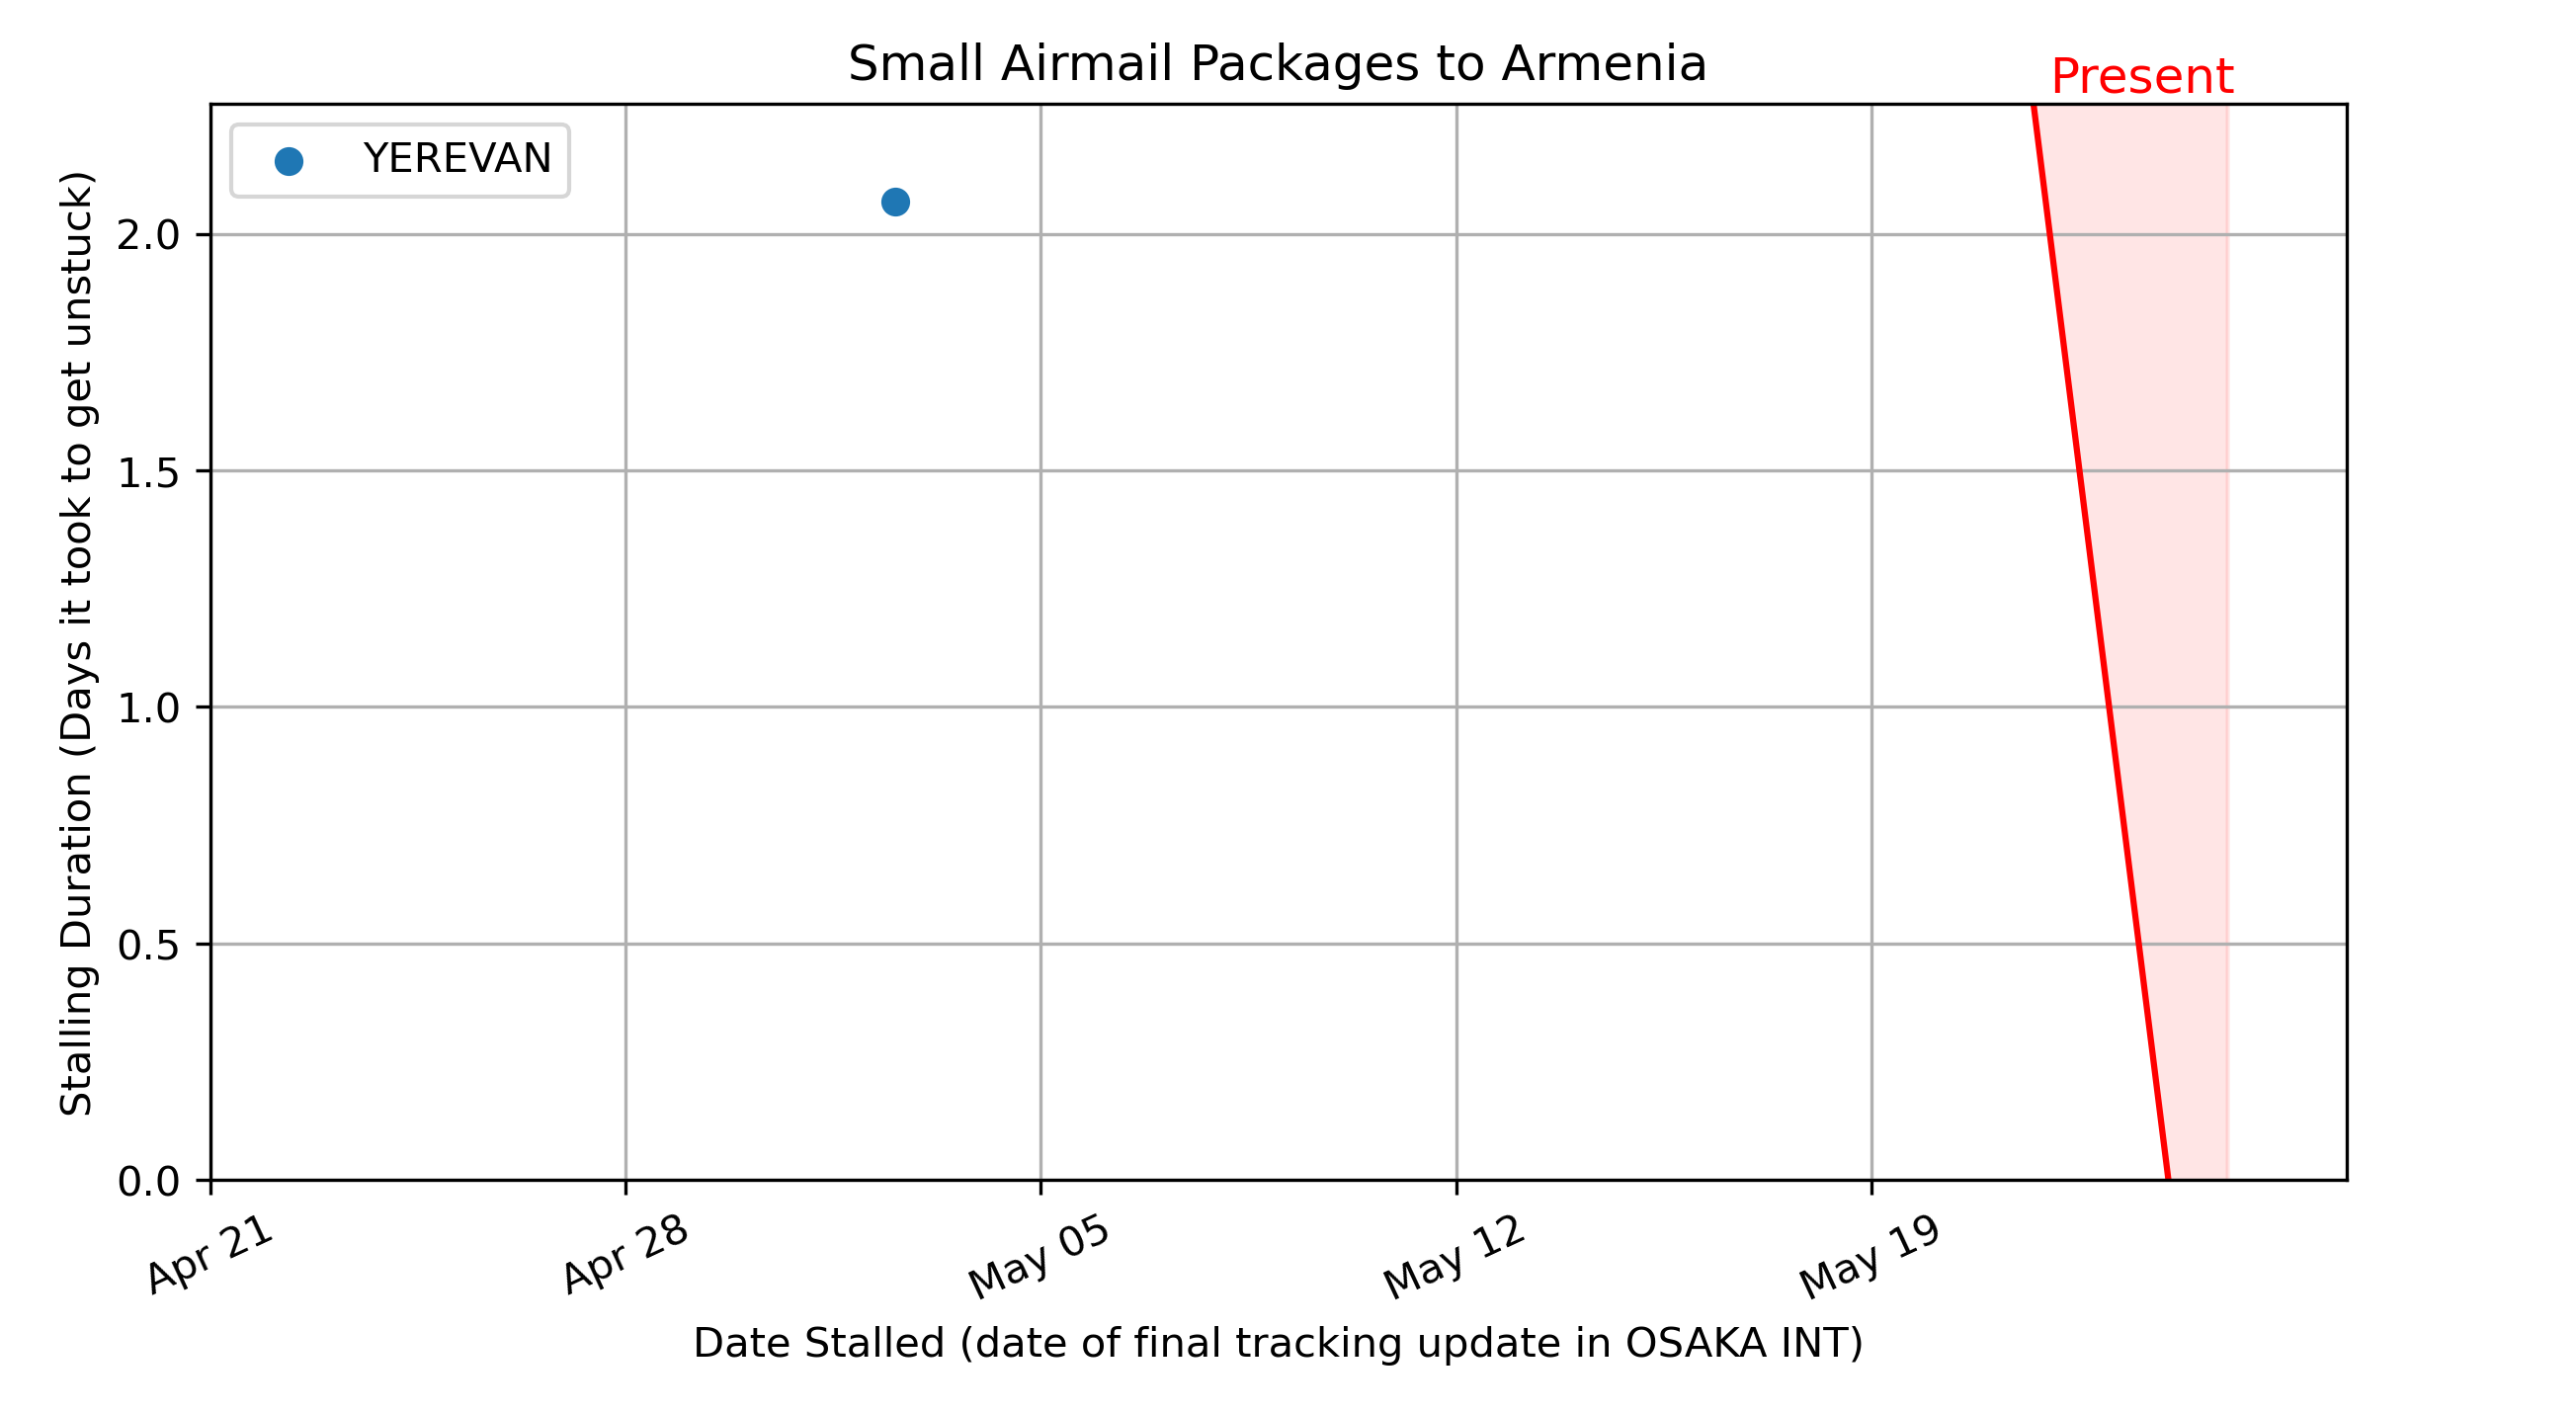 Small Airmail Packages to Armenia
Present
YEREVAN
Stalling Duration (Days it took to get unstuck)
2.0
1.5
1.0
0.5
0.0
Apr 21
Apr 28
May 05
May 12
May 19
Date Stalled (date of final tracking update in OSAKA INT)